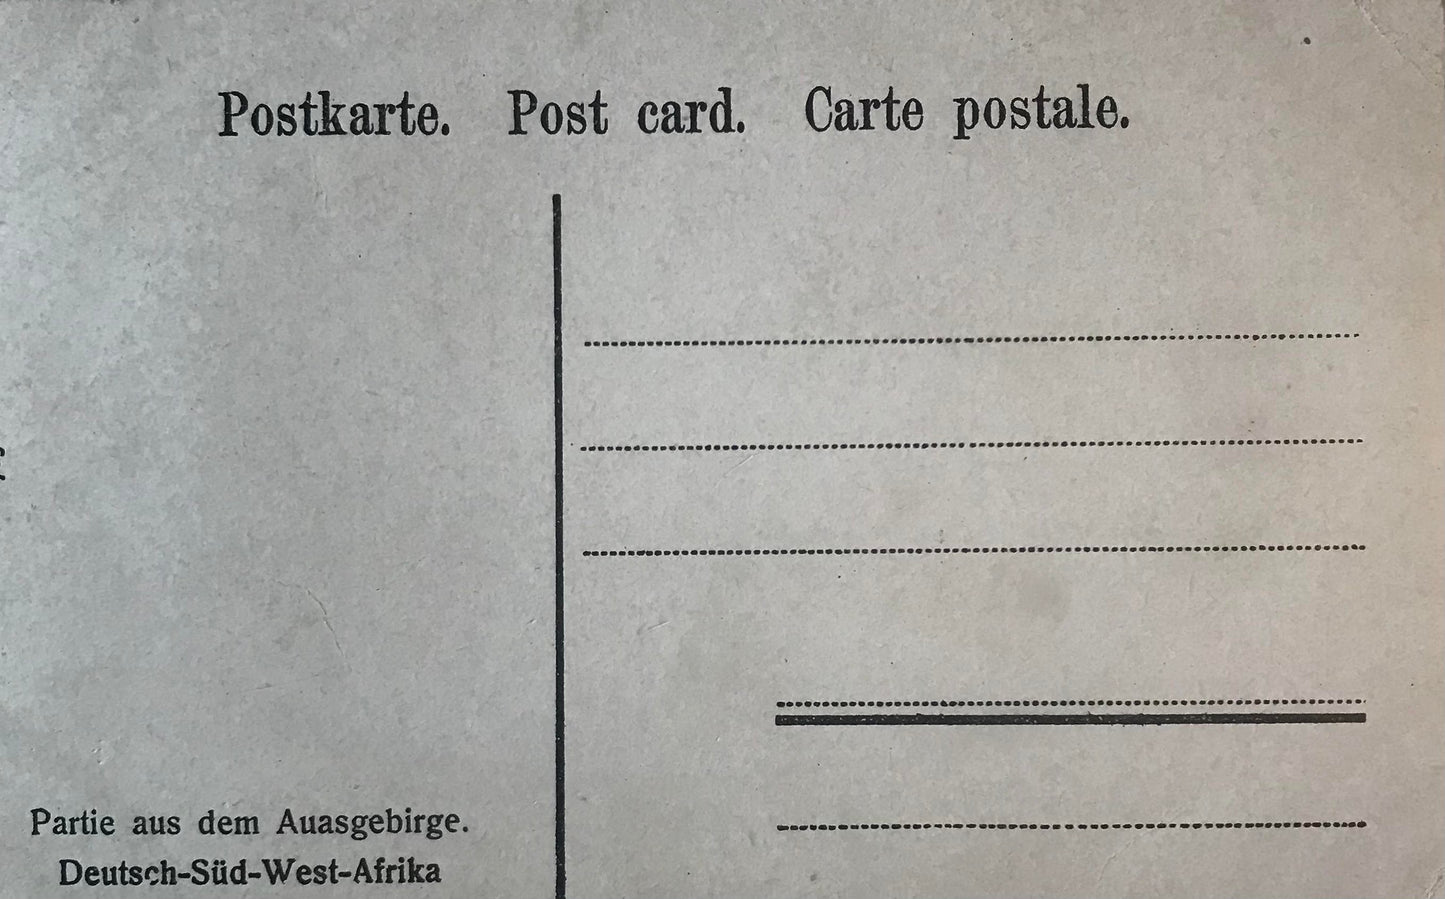 Postkarte. Post card. Carte postale.
Partie aus dem Auasgebirge.
Deutsch-Süd-West-Afrika